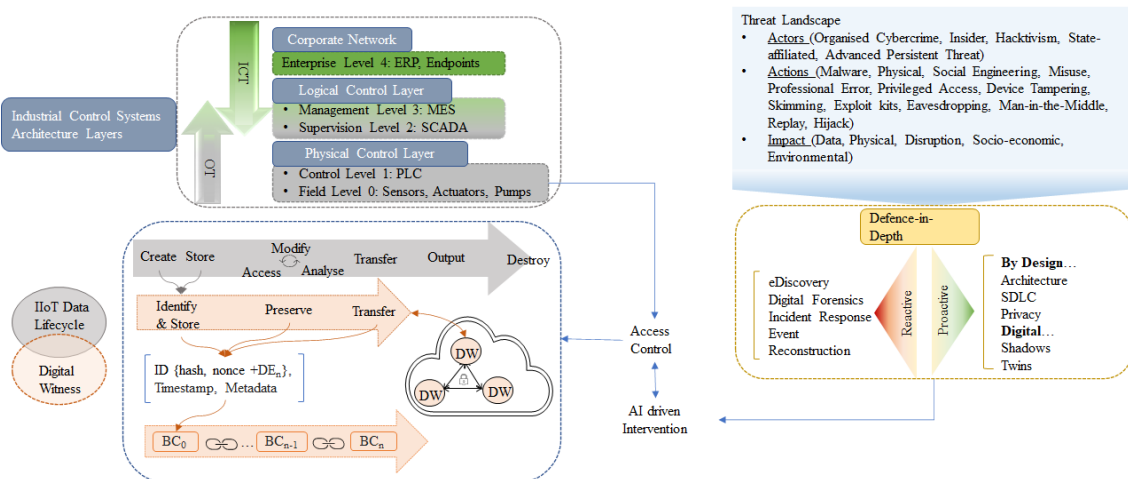 Corporate Network
Enterprise Level 4: ERP, Endpoints
ICT
Logical Control Layer
• Management Level 3: MES
• Supervision Level 2: SCADA
Industrial Control Systems
Architecture Layers
OT
Physical Control Layer
• Control Level 1: PLC
• Field Level 0: Sensors, Actuators, Pumps
Threat Landscape
• Actors (Organised Cybercrime, Insider, Hacktivism, State-
affiliated, Advanced Persistent Threat)
• Actions (Malware, Physical, Social Engineering, Misuse,
Professional Error, Privileged Access, Device Tampering,
Skimming, Exploit kits, Eavesdropping, Man-in-the-Middle,
Replay, Hijack)
• Impact (Data, Physical, Disruption, Socio-economic,
Environmental)
Defence-in-
Depth
eDiscovery
Digital Forensics
Incident Response
Event
Reconstruction
Reactive
Proactive
By Design...
Architecture
SDLC
Privacy
Digital...
Shadows
Twins
Create Store
Modify
Access
Analyse
Transfer
Output
Destroy
IIoT Data
Lifecycle
Digital
Witness
Identify
& Store
Preserve
Transfer
ID {hash, nonce +DEn},
Timestamp, Metadata
DW
DW
DW
BC0
...
BCn-1
BCn
Access
Control
AI driven
Intervention